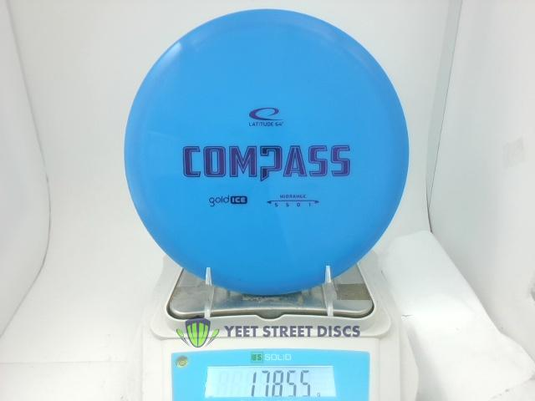 LATITUDE 64°
COMPASS
gold ICE
MIDRANGE
5 5 0 1
YEET STREET DISCS
U.S. SOLID
178.55